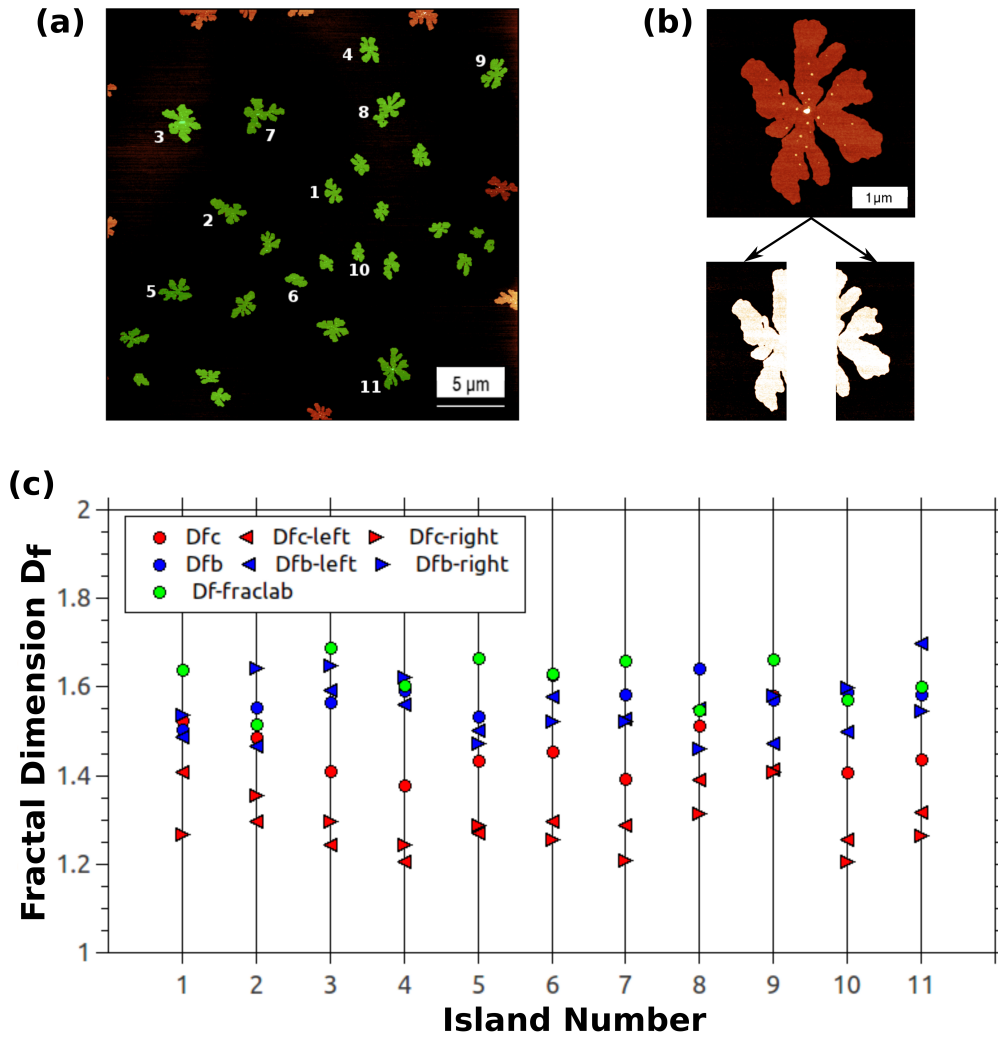 (a)
4
9
3
7
8
1
2
10
5
6
11
5 µm
(b)
1µm
(c)
Fractal Dimension Df
2
1.8
1.6
1.4
1.2
1
Dfc Dfc-left Dfc-right
Dfb Dfb-left Dfb-right
Df-fraclab
1 2 3 4 5 6 7 8 9 10 11
Island Number